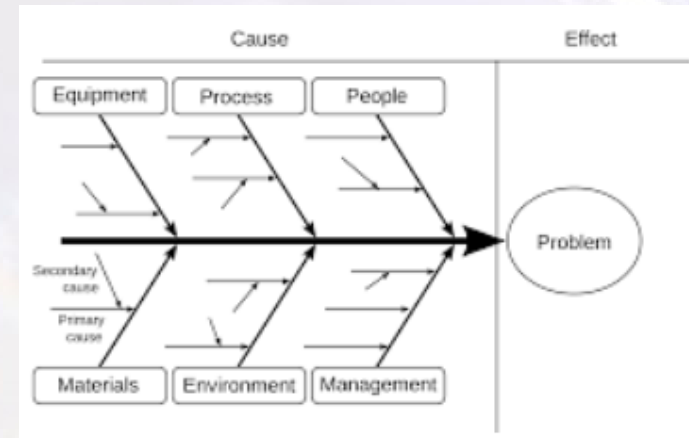 Cause
Effect
Equipment
Process
People
Problem
Secondary
cause
Primary
cause
Materials
Environment
Management